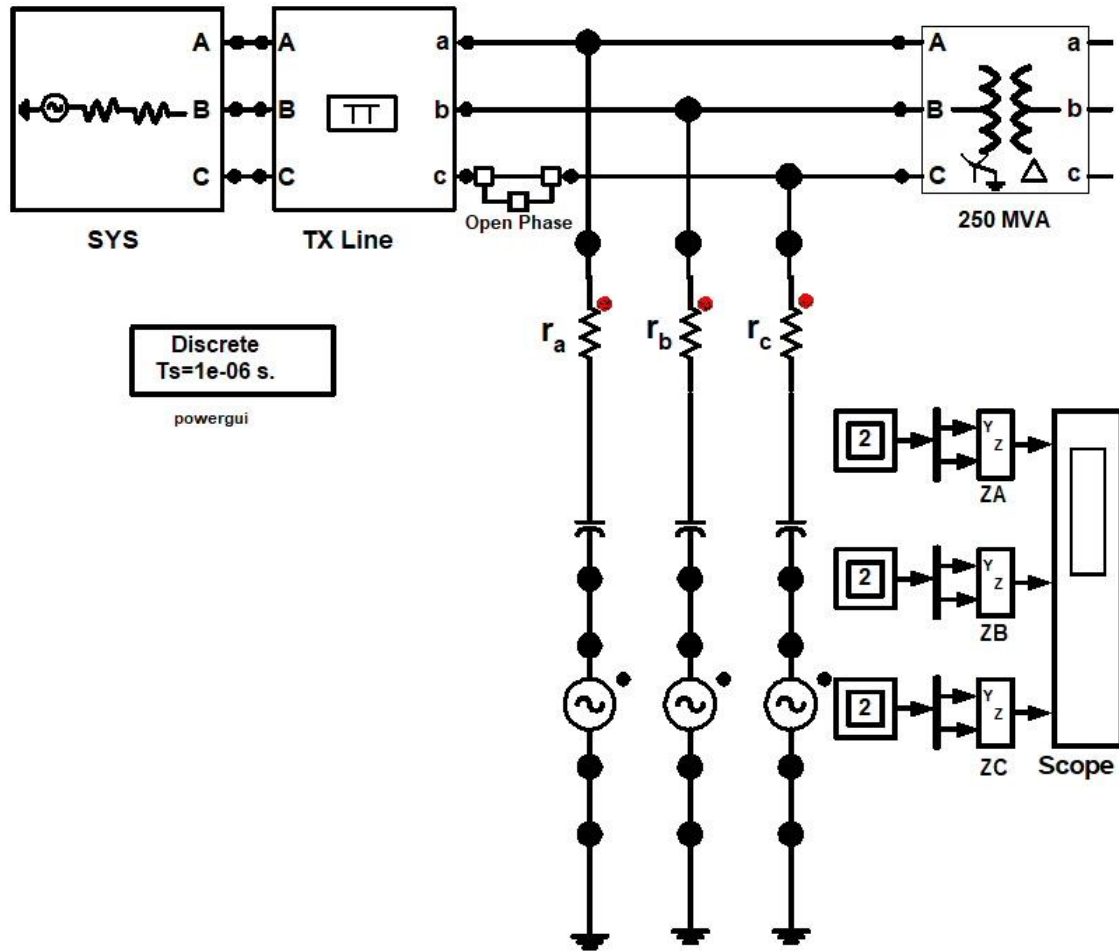 A A a A a
B B b B b
C C c C c
SYS
TX Line
Open Phase
250 MVA
Discrete
Ts=1e-06 s.
powergui
ra rb rc
2 Y Z
ZA
2 Y Z
ZB
2 Y Z
ZC
Scope